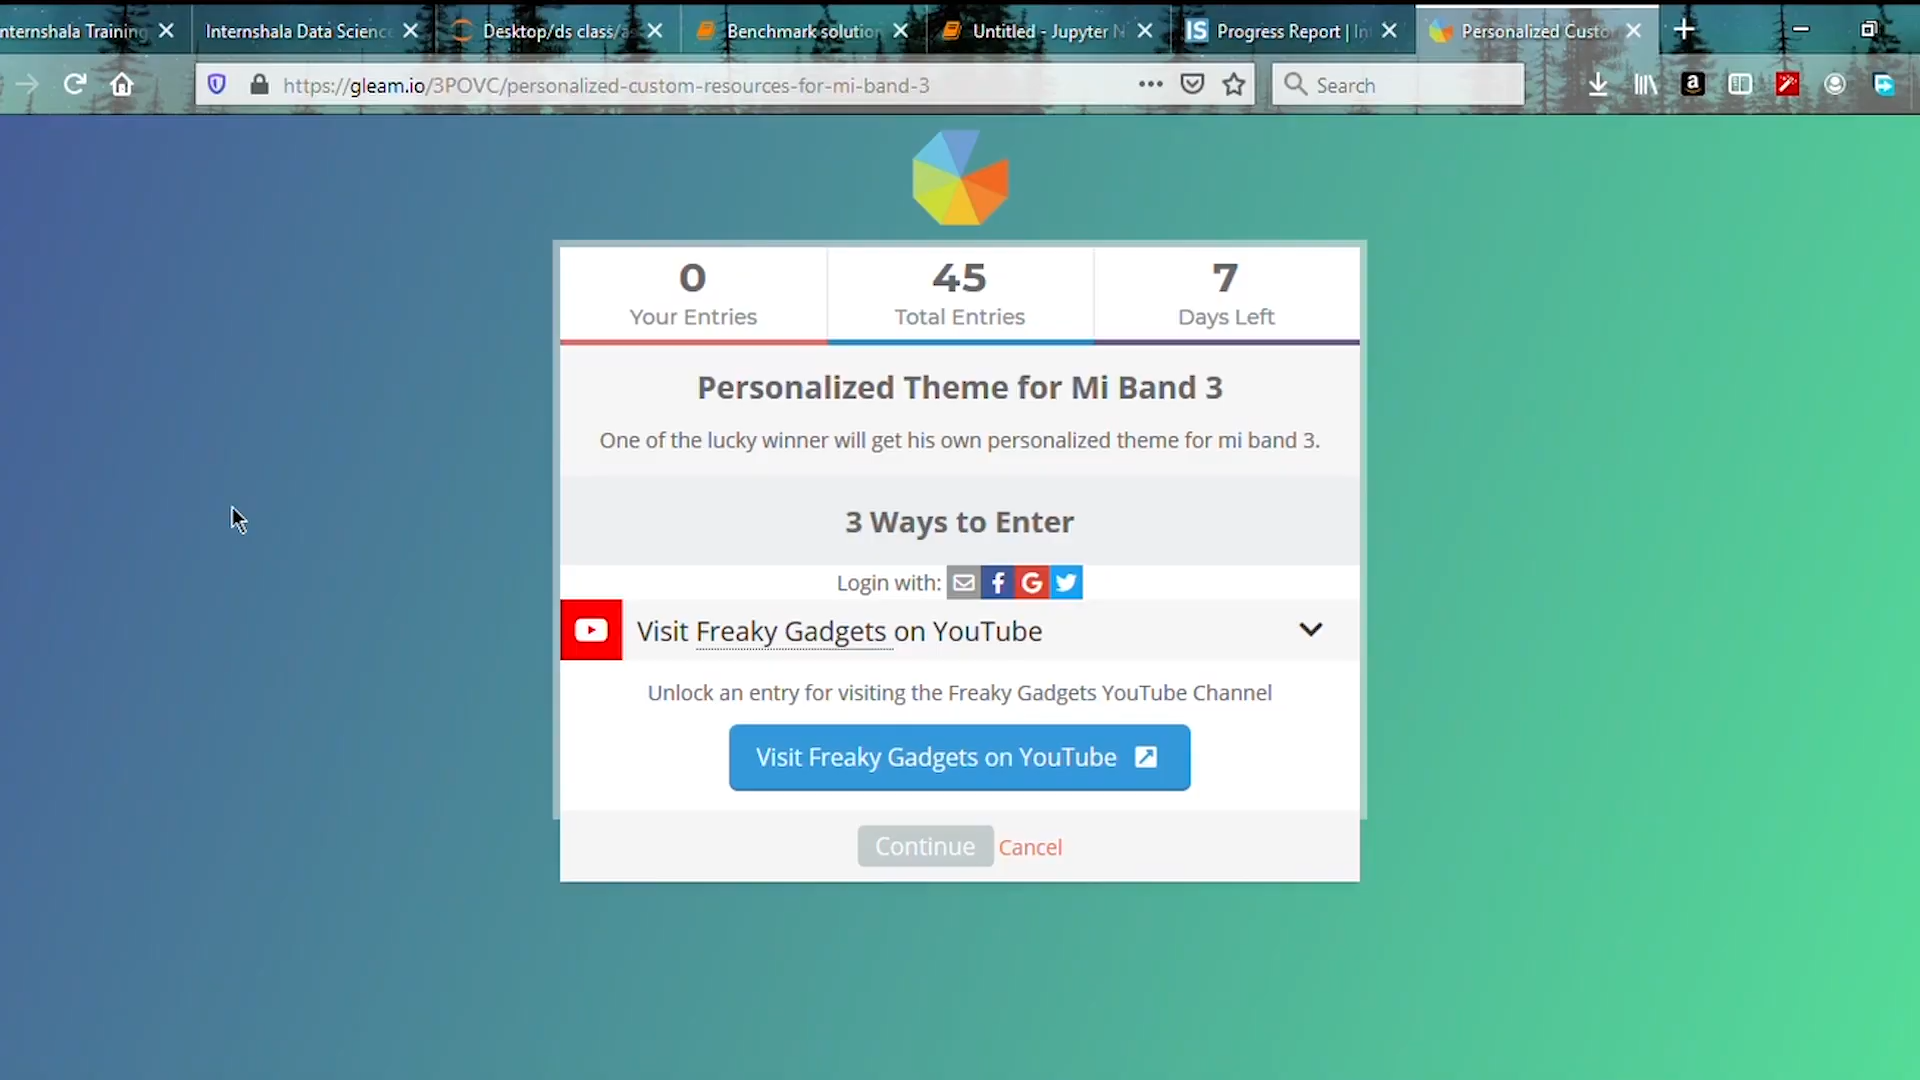 nternshala Training
Internshala Data Scienc
Desktop/ds class/a
Benchmark solution
Untitled - Jupyter N
IS Progress Report | In
Personalized Custo
https://gleam.io/3POVC/personalized-custom-resources-for-mi-band-3
Search
0
Your Entries
45
Total Entries
7
Days Left
Personalized Theme for Mi Band 3
One of the lucky winner will get his own personalized theme for mi band 3.
3 Ways to Enter
Login with:
Visit Freaky Gadgets on YouTube
Unlock an entry for visiting the Freaky Gadgets YouTube Channel
Visit Freaky Gadgets on YouTube
Continue Cancel